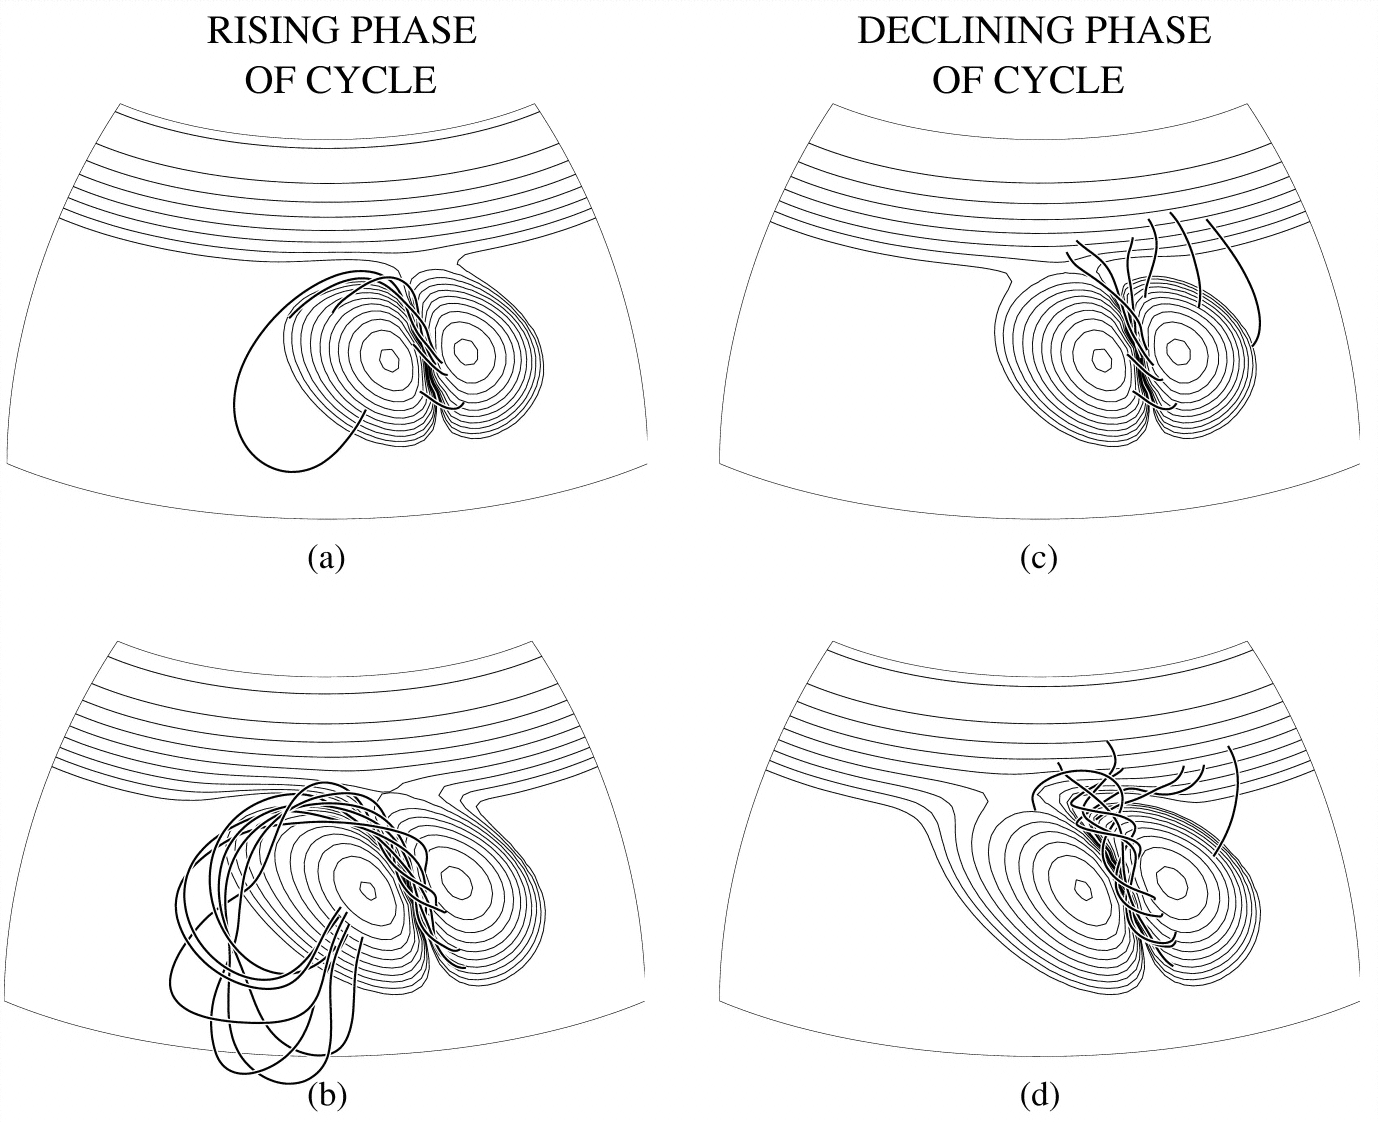 RISING PHASE
OF CYCLE
DECLINING PHASE
OF CYCLE
(a)
(c)
(b)
(d)